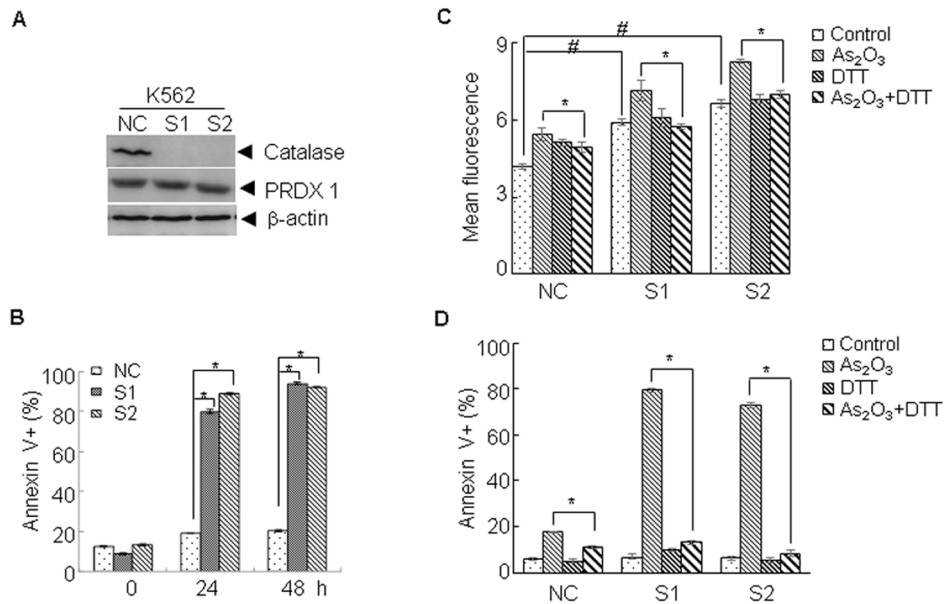 A
K562
NC S1 S2
Catalase
PRDX 1
β-actin
B
Annexin V+ (%)
100
80
60
40
20
0
NC
S1
S2
* *
* *
0 24 48 h
C
Mean fluorescence
9
6
3
0
#
#
* * *
NC S1 S2
Control
As₂O₃
DTT
As₂O₃+DTT
D
Annexin V+ (%)
100
80
60
40
20
0
* * *
NC S1 S2
Control
As₂O₃
DTT
As₂O₃+DTT